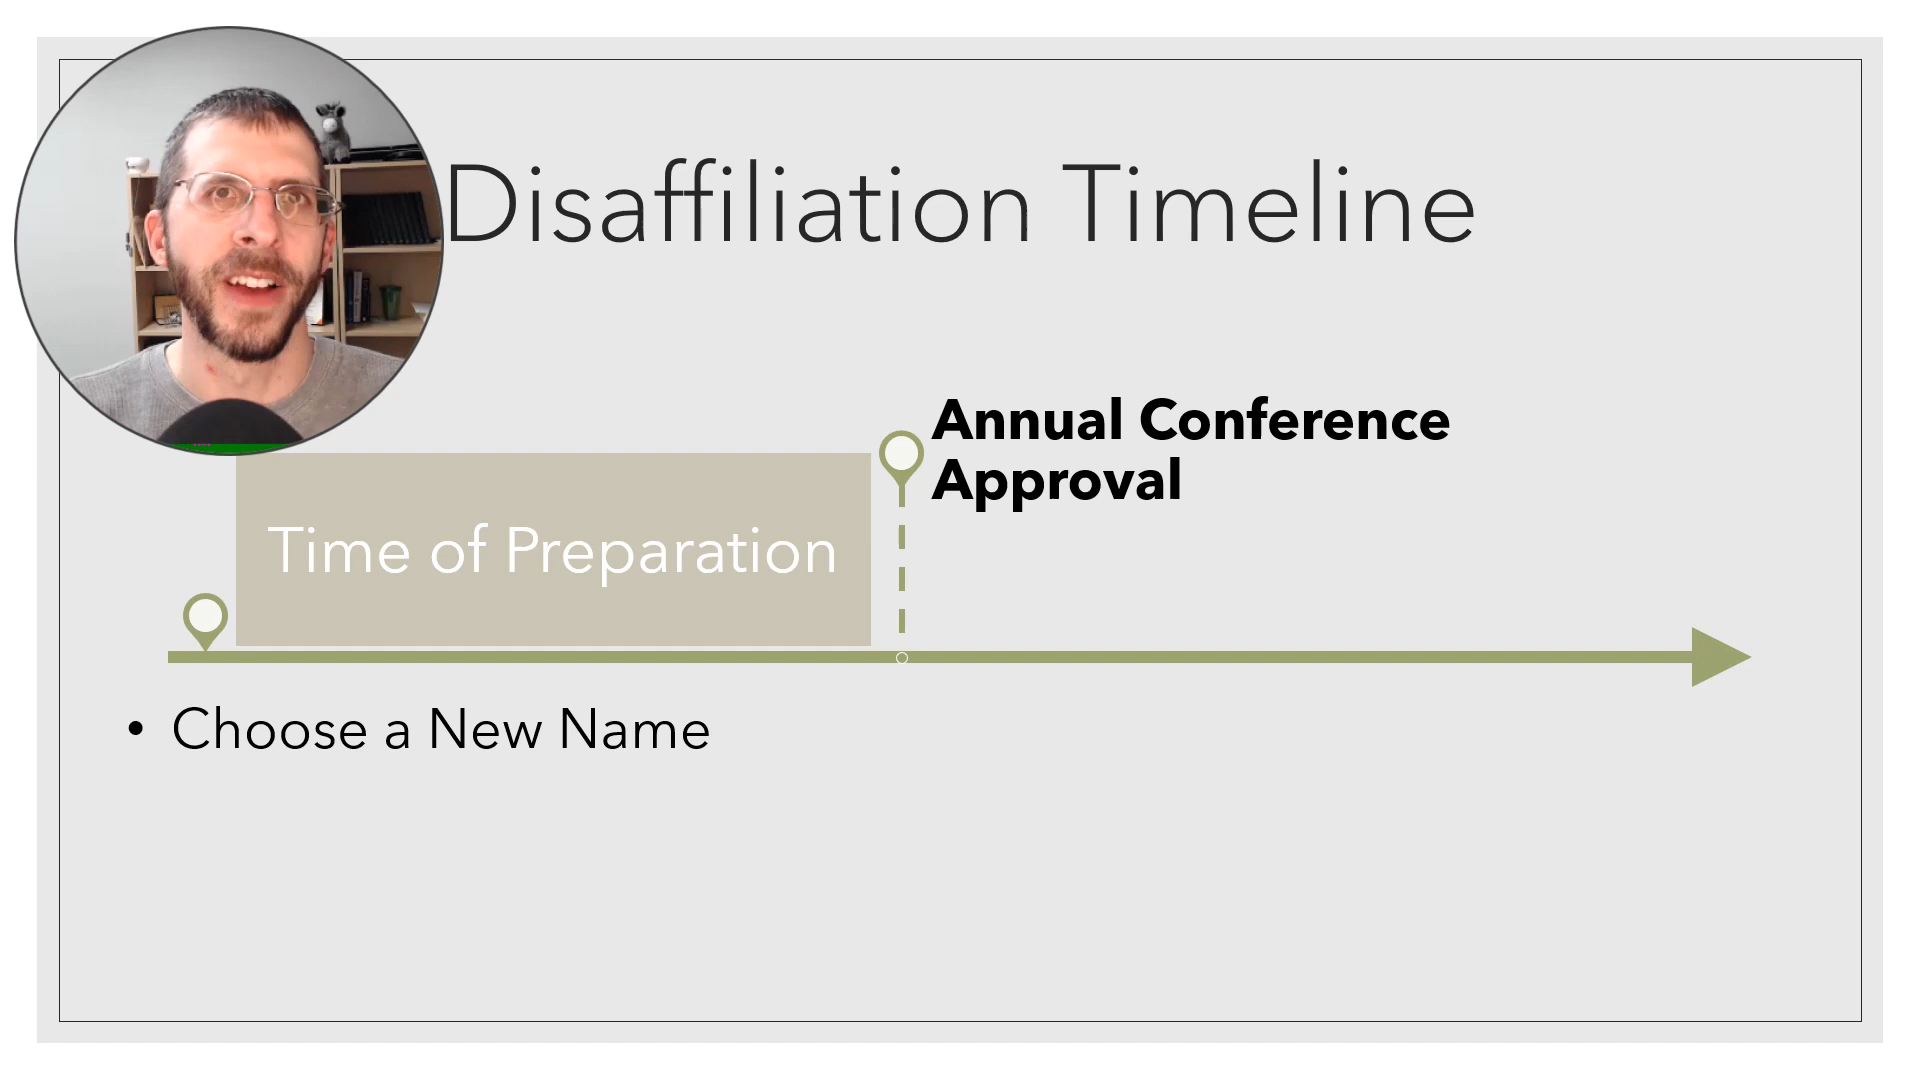 Disaffiliation Timeline
Annual Conference
Approval
Time of Preparation
• Choose a New Name